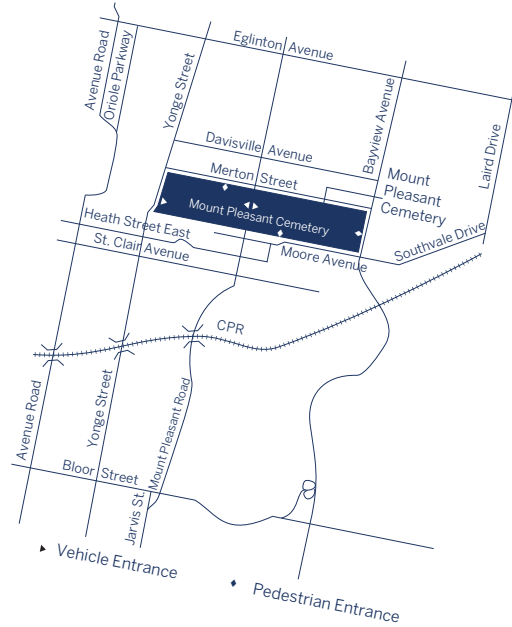 Eglinton Avenue
Avenue Road
Oriole Parkway
Yonge Street
Bayview Avenue
Laird Drive
Davisville Avenue
Merton Street
Mount
Pleasant
Cemetery
Mount Pleasant Cemetery
Heath Street East
St. Clair Avenue
Moore Avenue
Southvale Drive
CPR
Avenue Road
Yonge Street
Mount Pleasant Road
Bloor Street
Jarvis St.
Vehicle Entrance
Pedestrian Entrance